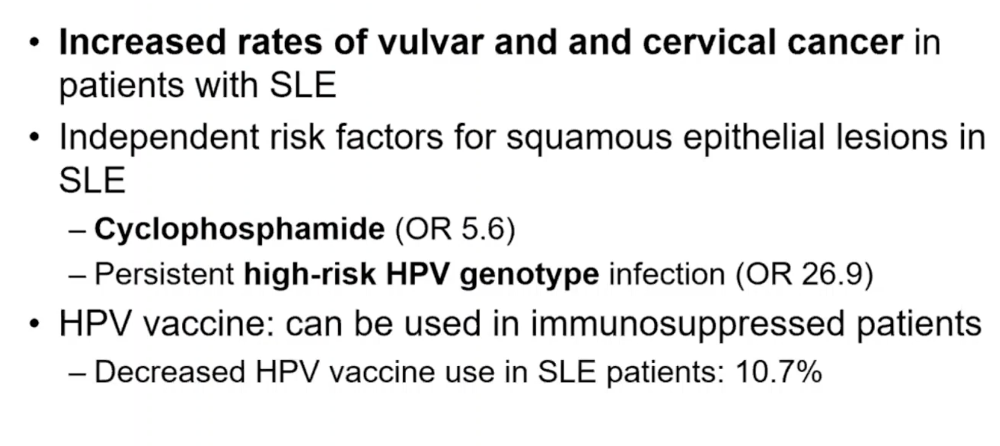 • Increased rates of vulvar and and cervical cancer in
patients with SLE
• Independent risk factors for squamous epithelial lesions in
SLE
– Cyclophosphamide (OR 5.6)
– Persistent high-risk HPV genotype infection (OR 26.9)
• HPV vaccine: can be used in immunosuppressed patients
– Decreased HPV vaccine use in SLE patients: 10.7%